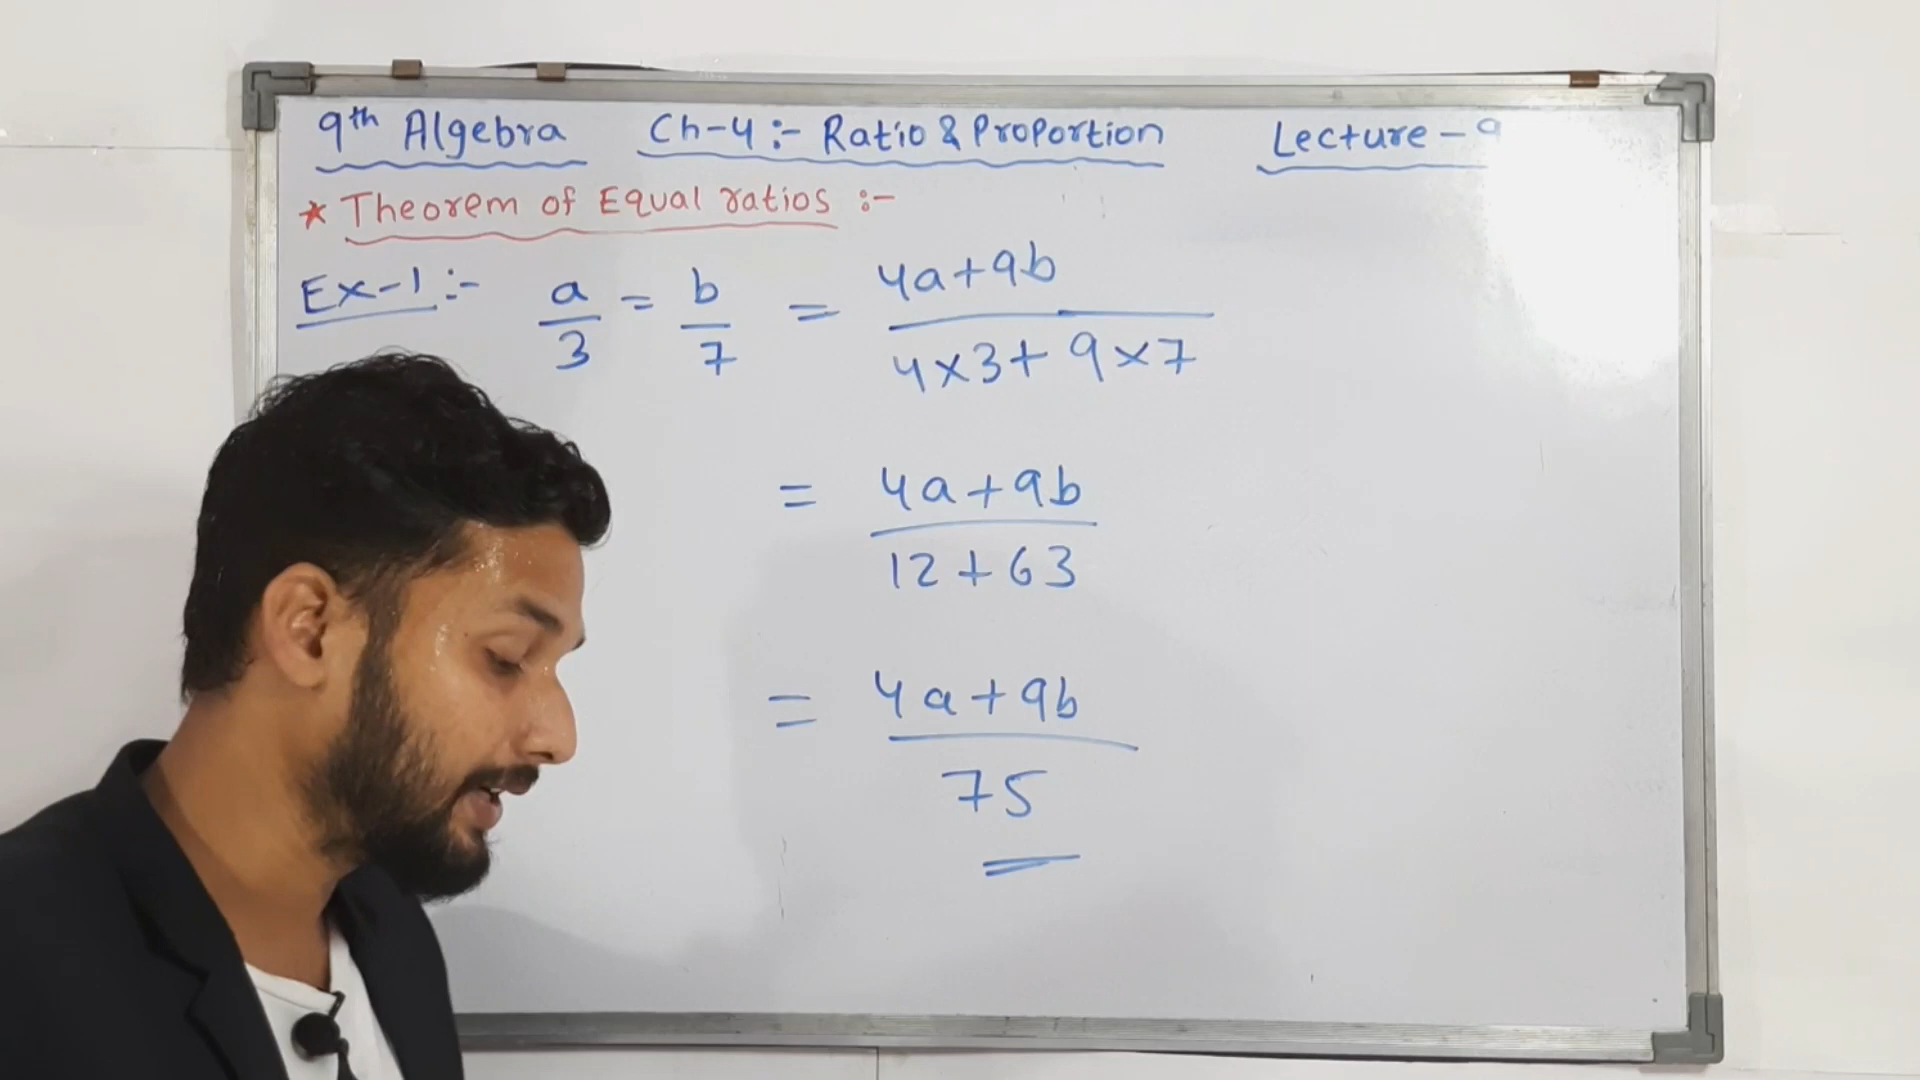 9th Algebra Ch-4:- Ratio & Proportion Lecture - 9
* Theorem of Equal ratios :-
Ex-1 :- a/3 = b/7 = 4a+9b / 4×3+9×7
= 4a+9b / 12+63
= 4a+9b / 75